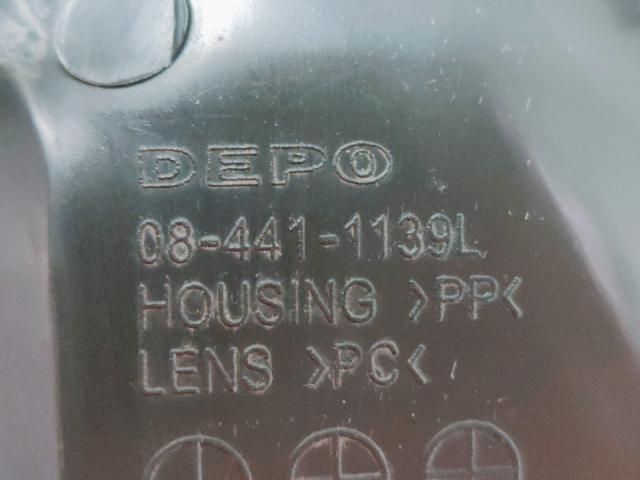 DEPO
08-441-1139L
HOUSING >PP<
LENS >PC<